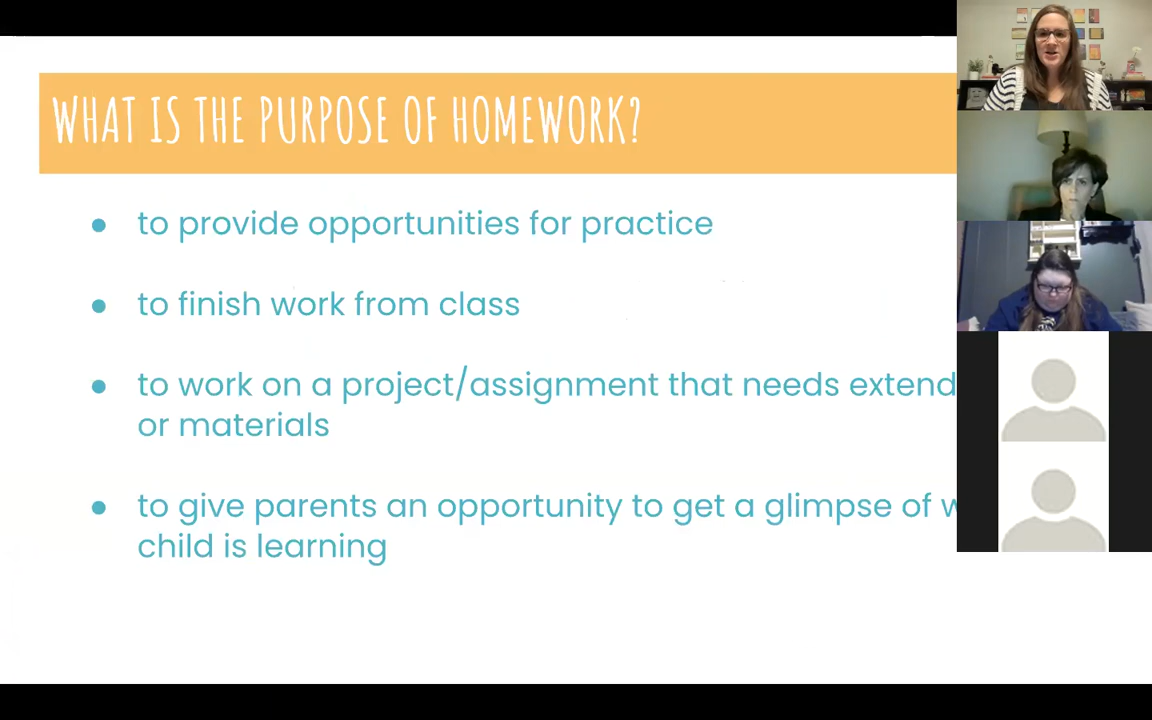 WHAT IS THE PURPOSE OF HOMEWORK?
● to provide opportunities for practice
● to finish work from class
● to work on a project/assignment that needs
or materials
● to give parents an opportunity to get a glimpse of
child is learning